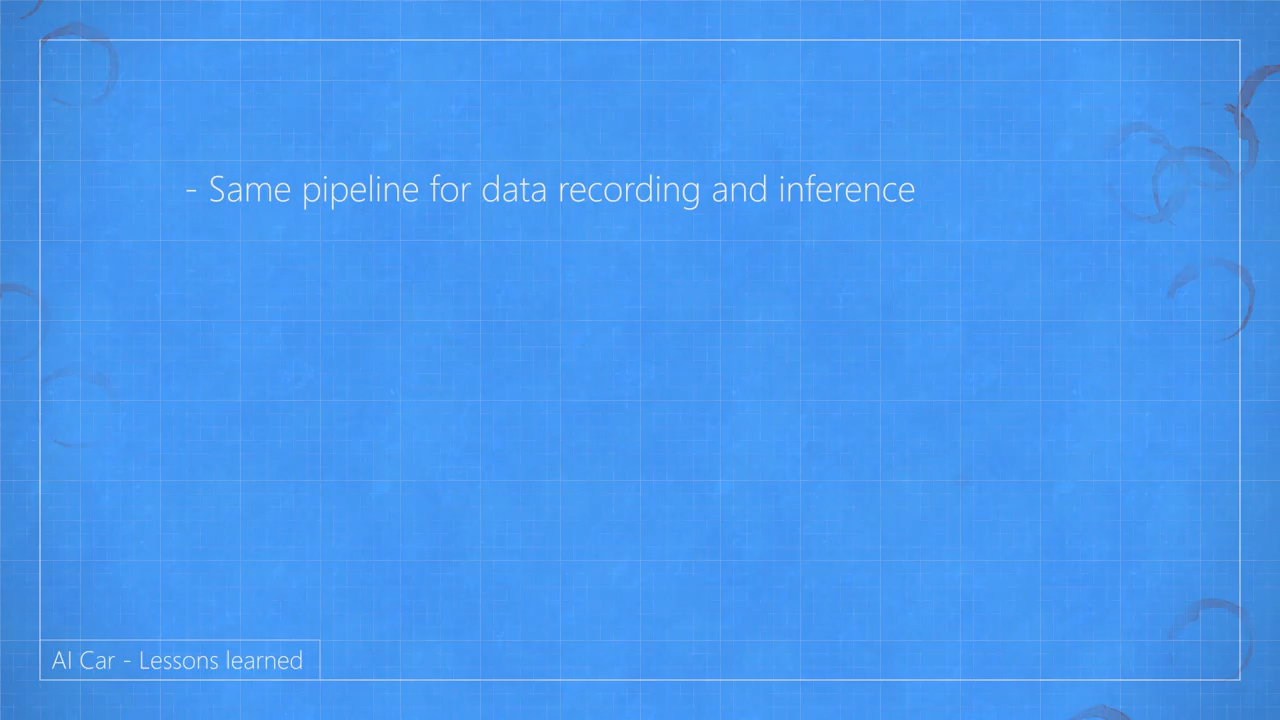 - Same pipeline for data recording and inference
AI Car - Lessons learned